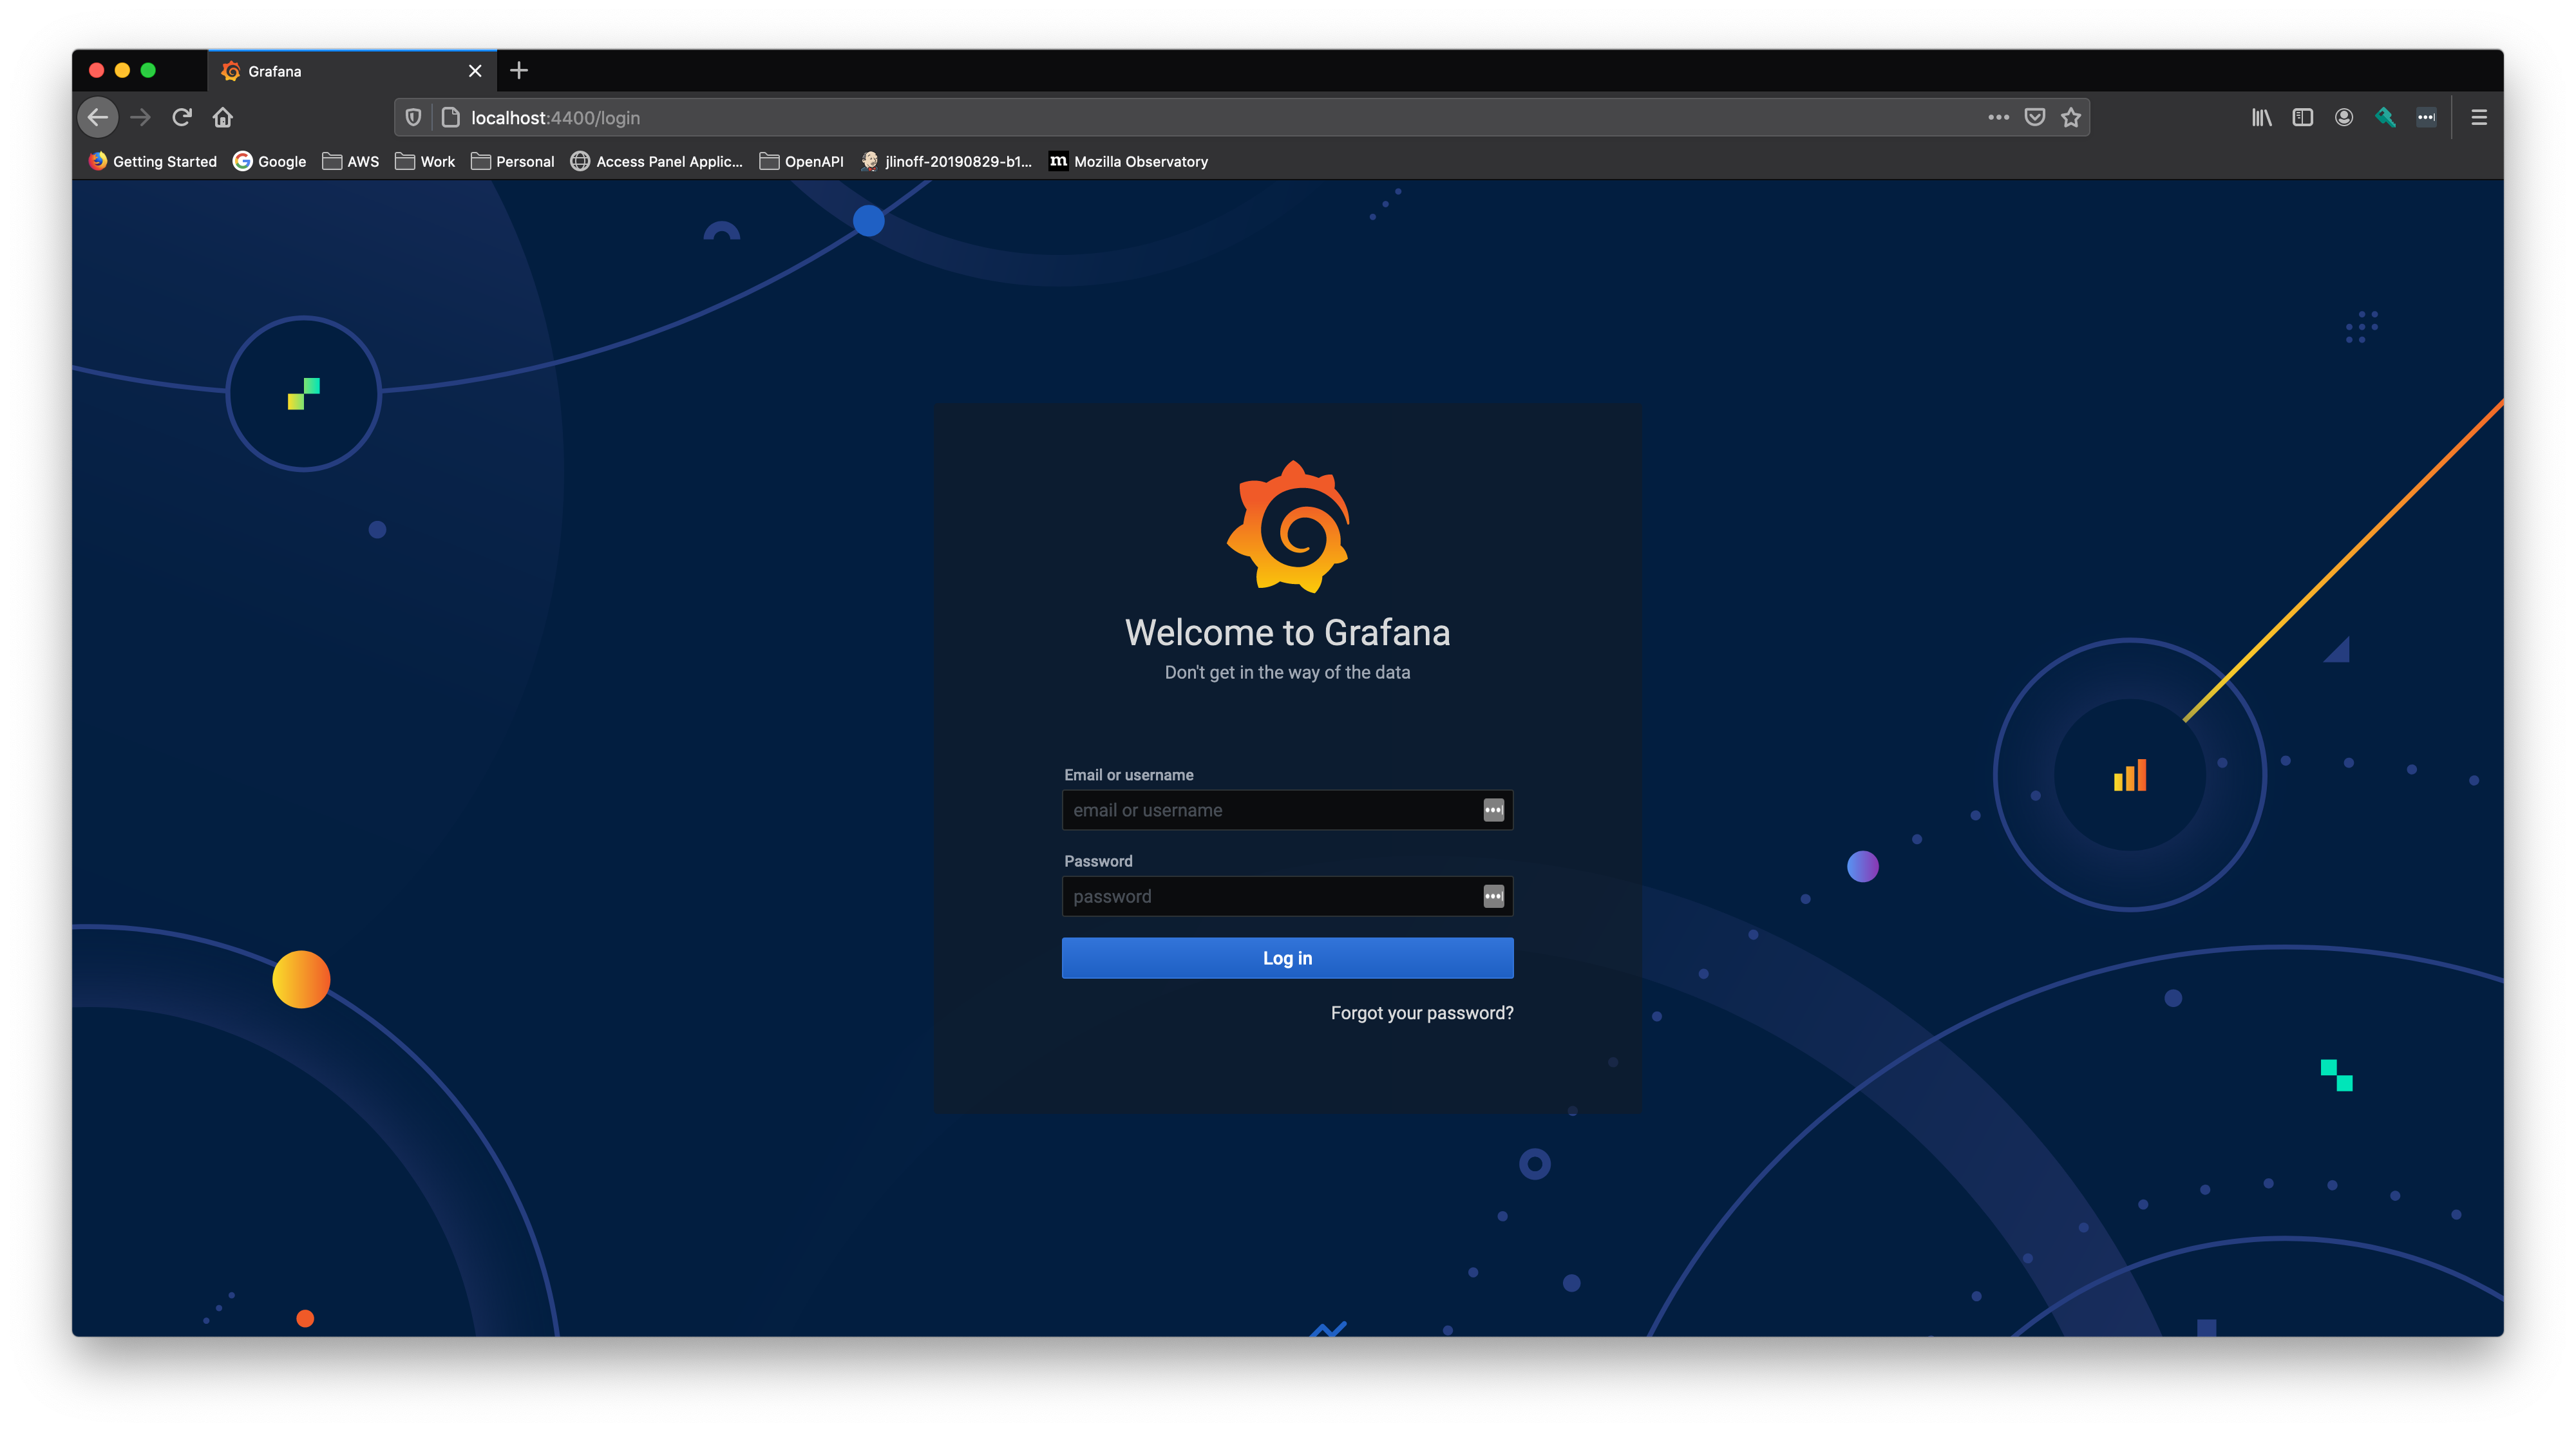 Grafana
localhost:4400/login
Getting Started Google AWS Work Personal Access Panel Applic... OpenAPI jlinoff-20190829-b1... m Mozilla Observatory
Welcome to Grafana
Don't get in the way of the data
Email or username
email or username
Password
password
Log in
Forgot your password?